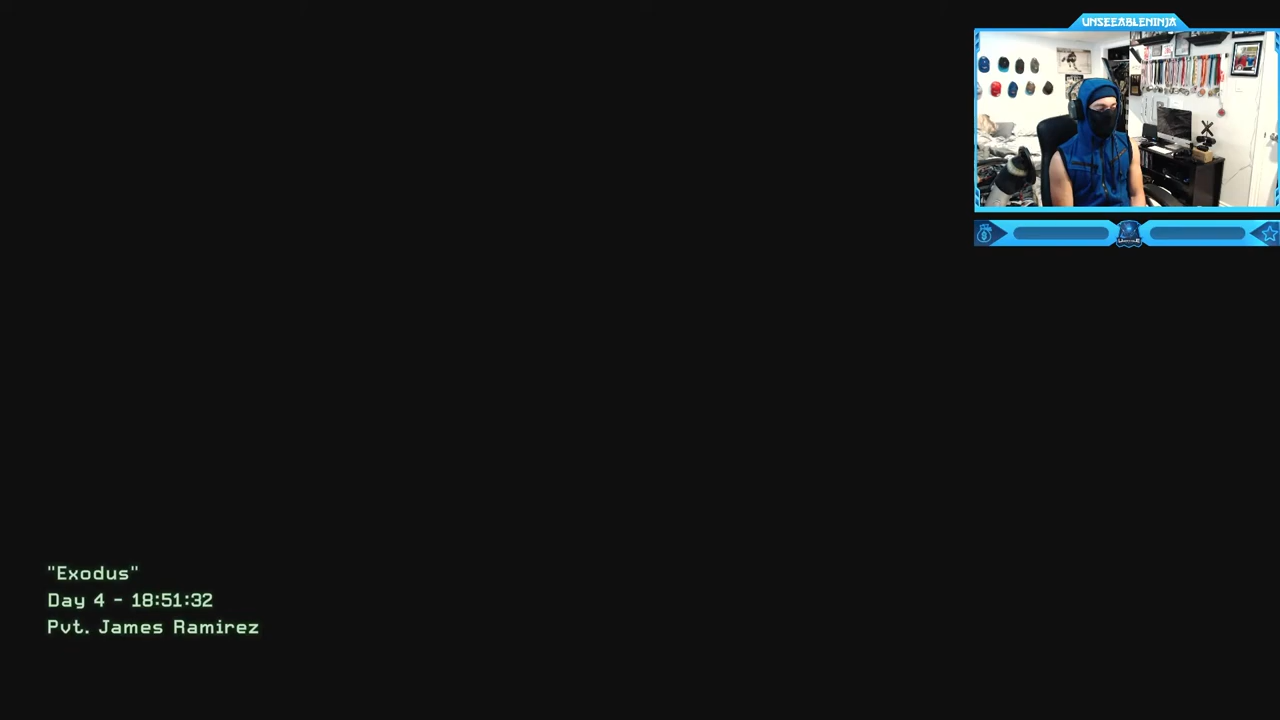 UNSEEABLENINJA
"Exodus"
Day 4 - 18:51:32
Pvt. James Ramirez